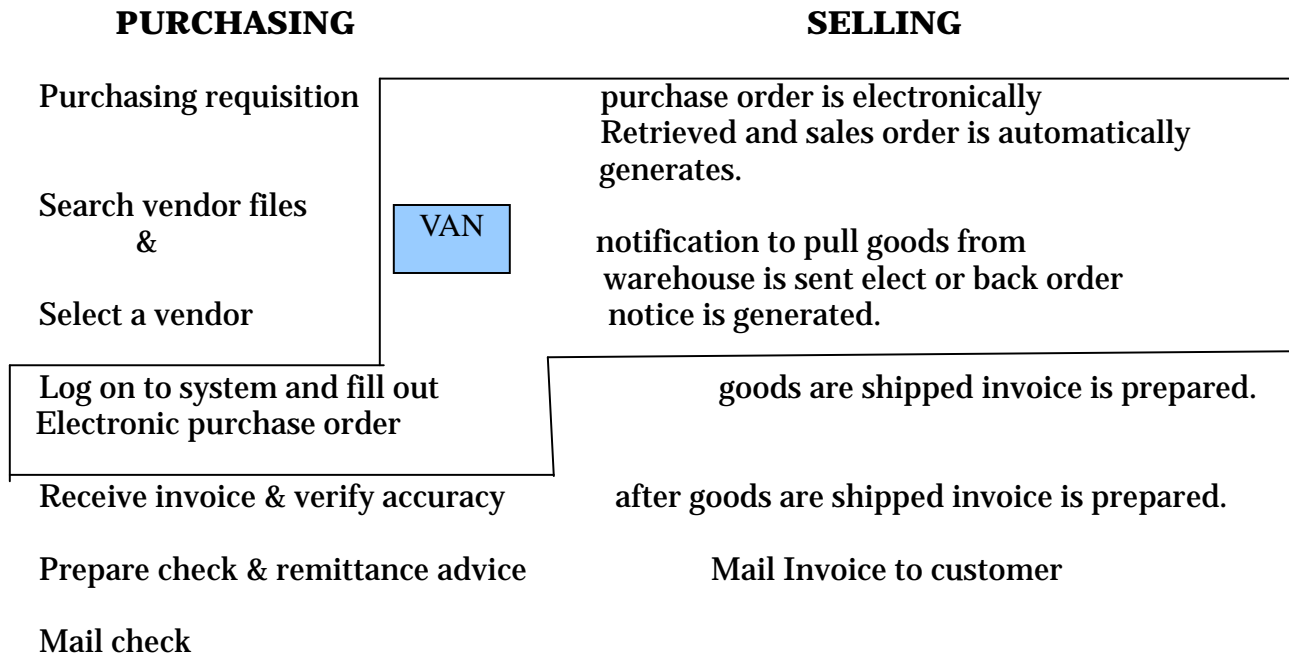 PURCHASING SELLING
Purchasing requisition purchase order is electronically
Retrieved and sales order is automatically
generates.
Search vendor files
& VAN notification to pull goods from
warehouse is sent elect or back order
Select a vendor notice is generated.
Log on to system and fill out goods are shipped invoice is prepared.
Electronic purchase order
Receive invoice & verify accuracy after goods are shipped invoice is prepared.
Prepare check & remittance advice Mail Invoice to customer
Mail check